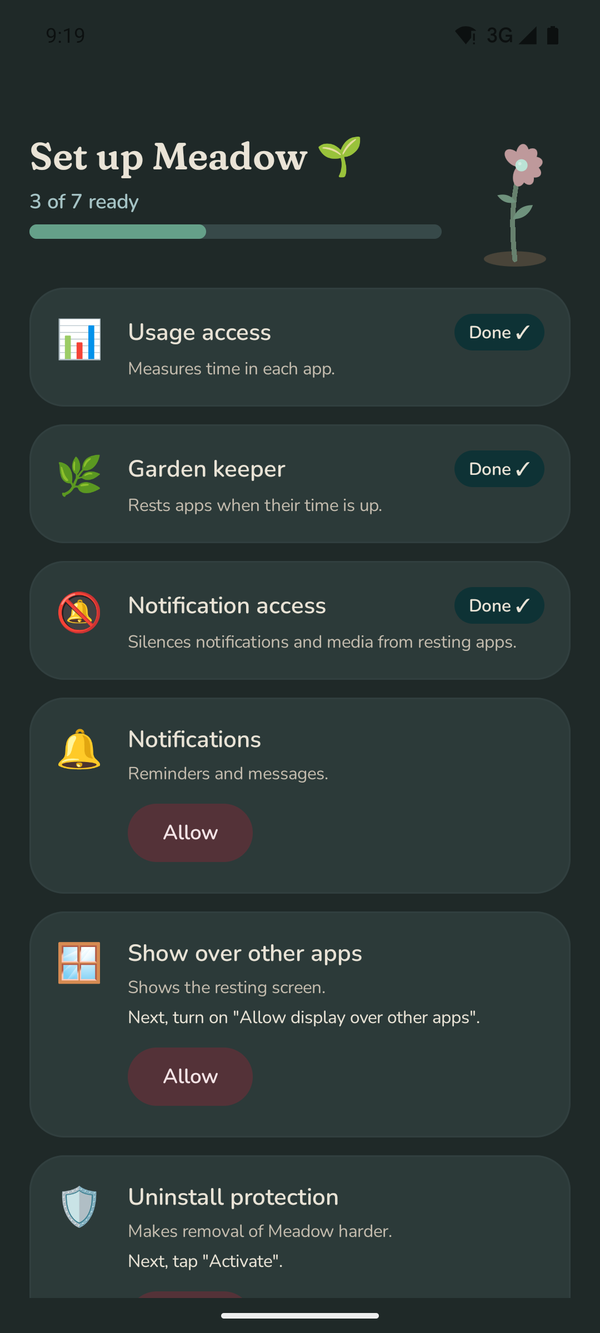 9:19
3G
Set up Meadow 🌱
3 of 7 ready
Usage access
Done ✓
Measures time in each app.
Garden keeper
Done ✓
Rests apps when their time is up.
Notification access
Done ✓
Silences notifications and media from resting apps.
Notifications
Reminders and messages.
Allow
Show over other apps
Shows the resting screen.
Next, turn on "Allow display over other apps".
Allow
Uninstall protection
Makes removal of Meadow harder.
Next, tap "Activate".